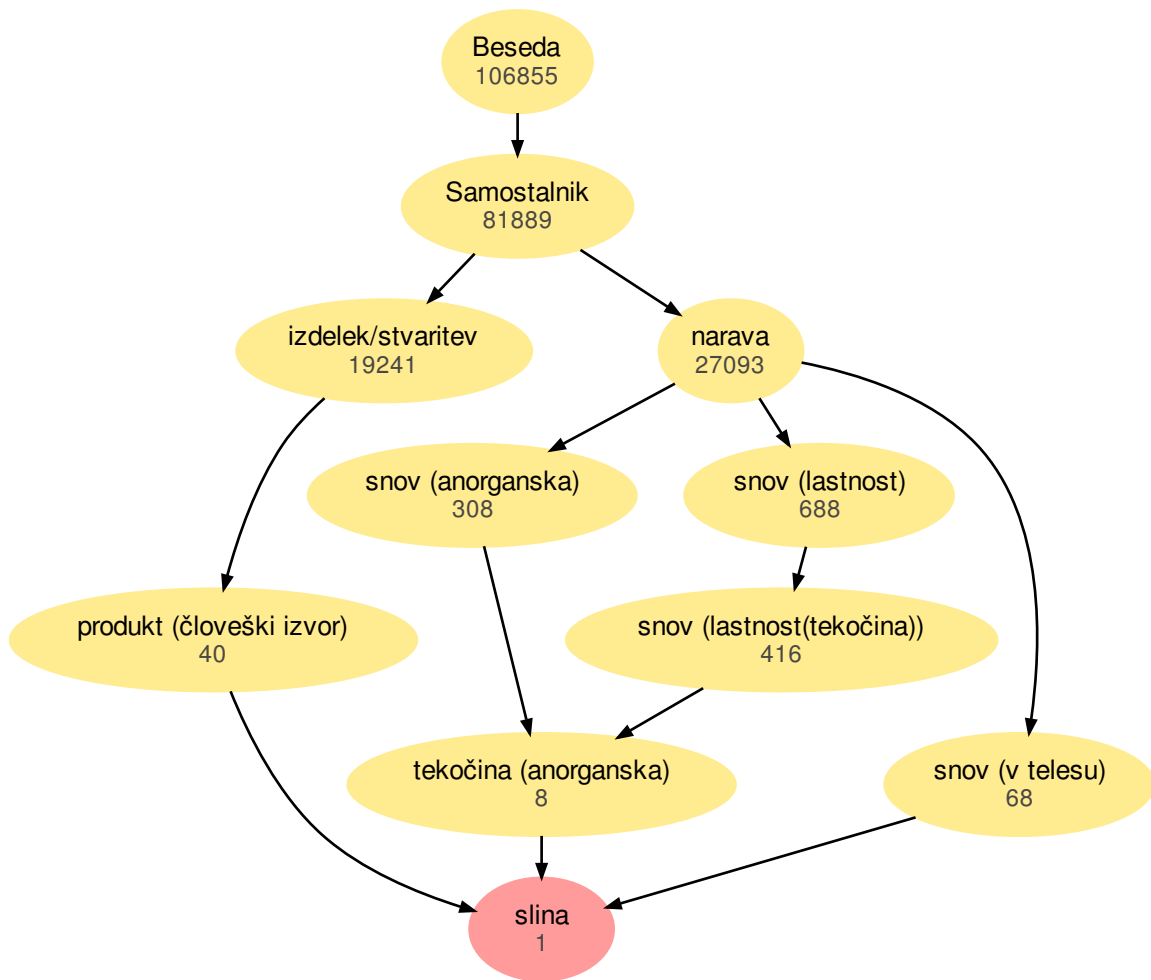 Beseda
106855
Samostalnik
81889
izdelek/stvaritev
19241
narava
27093
snov (anorganska)
308
snov (lastnost)
688
produkt (človeški izvor)
40
snov (lastnost(tekočina))
416
tekočina (anorganska)
8
snov (v telesu)
68
slina
1